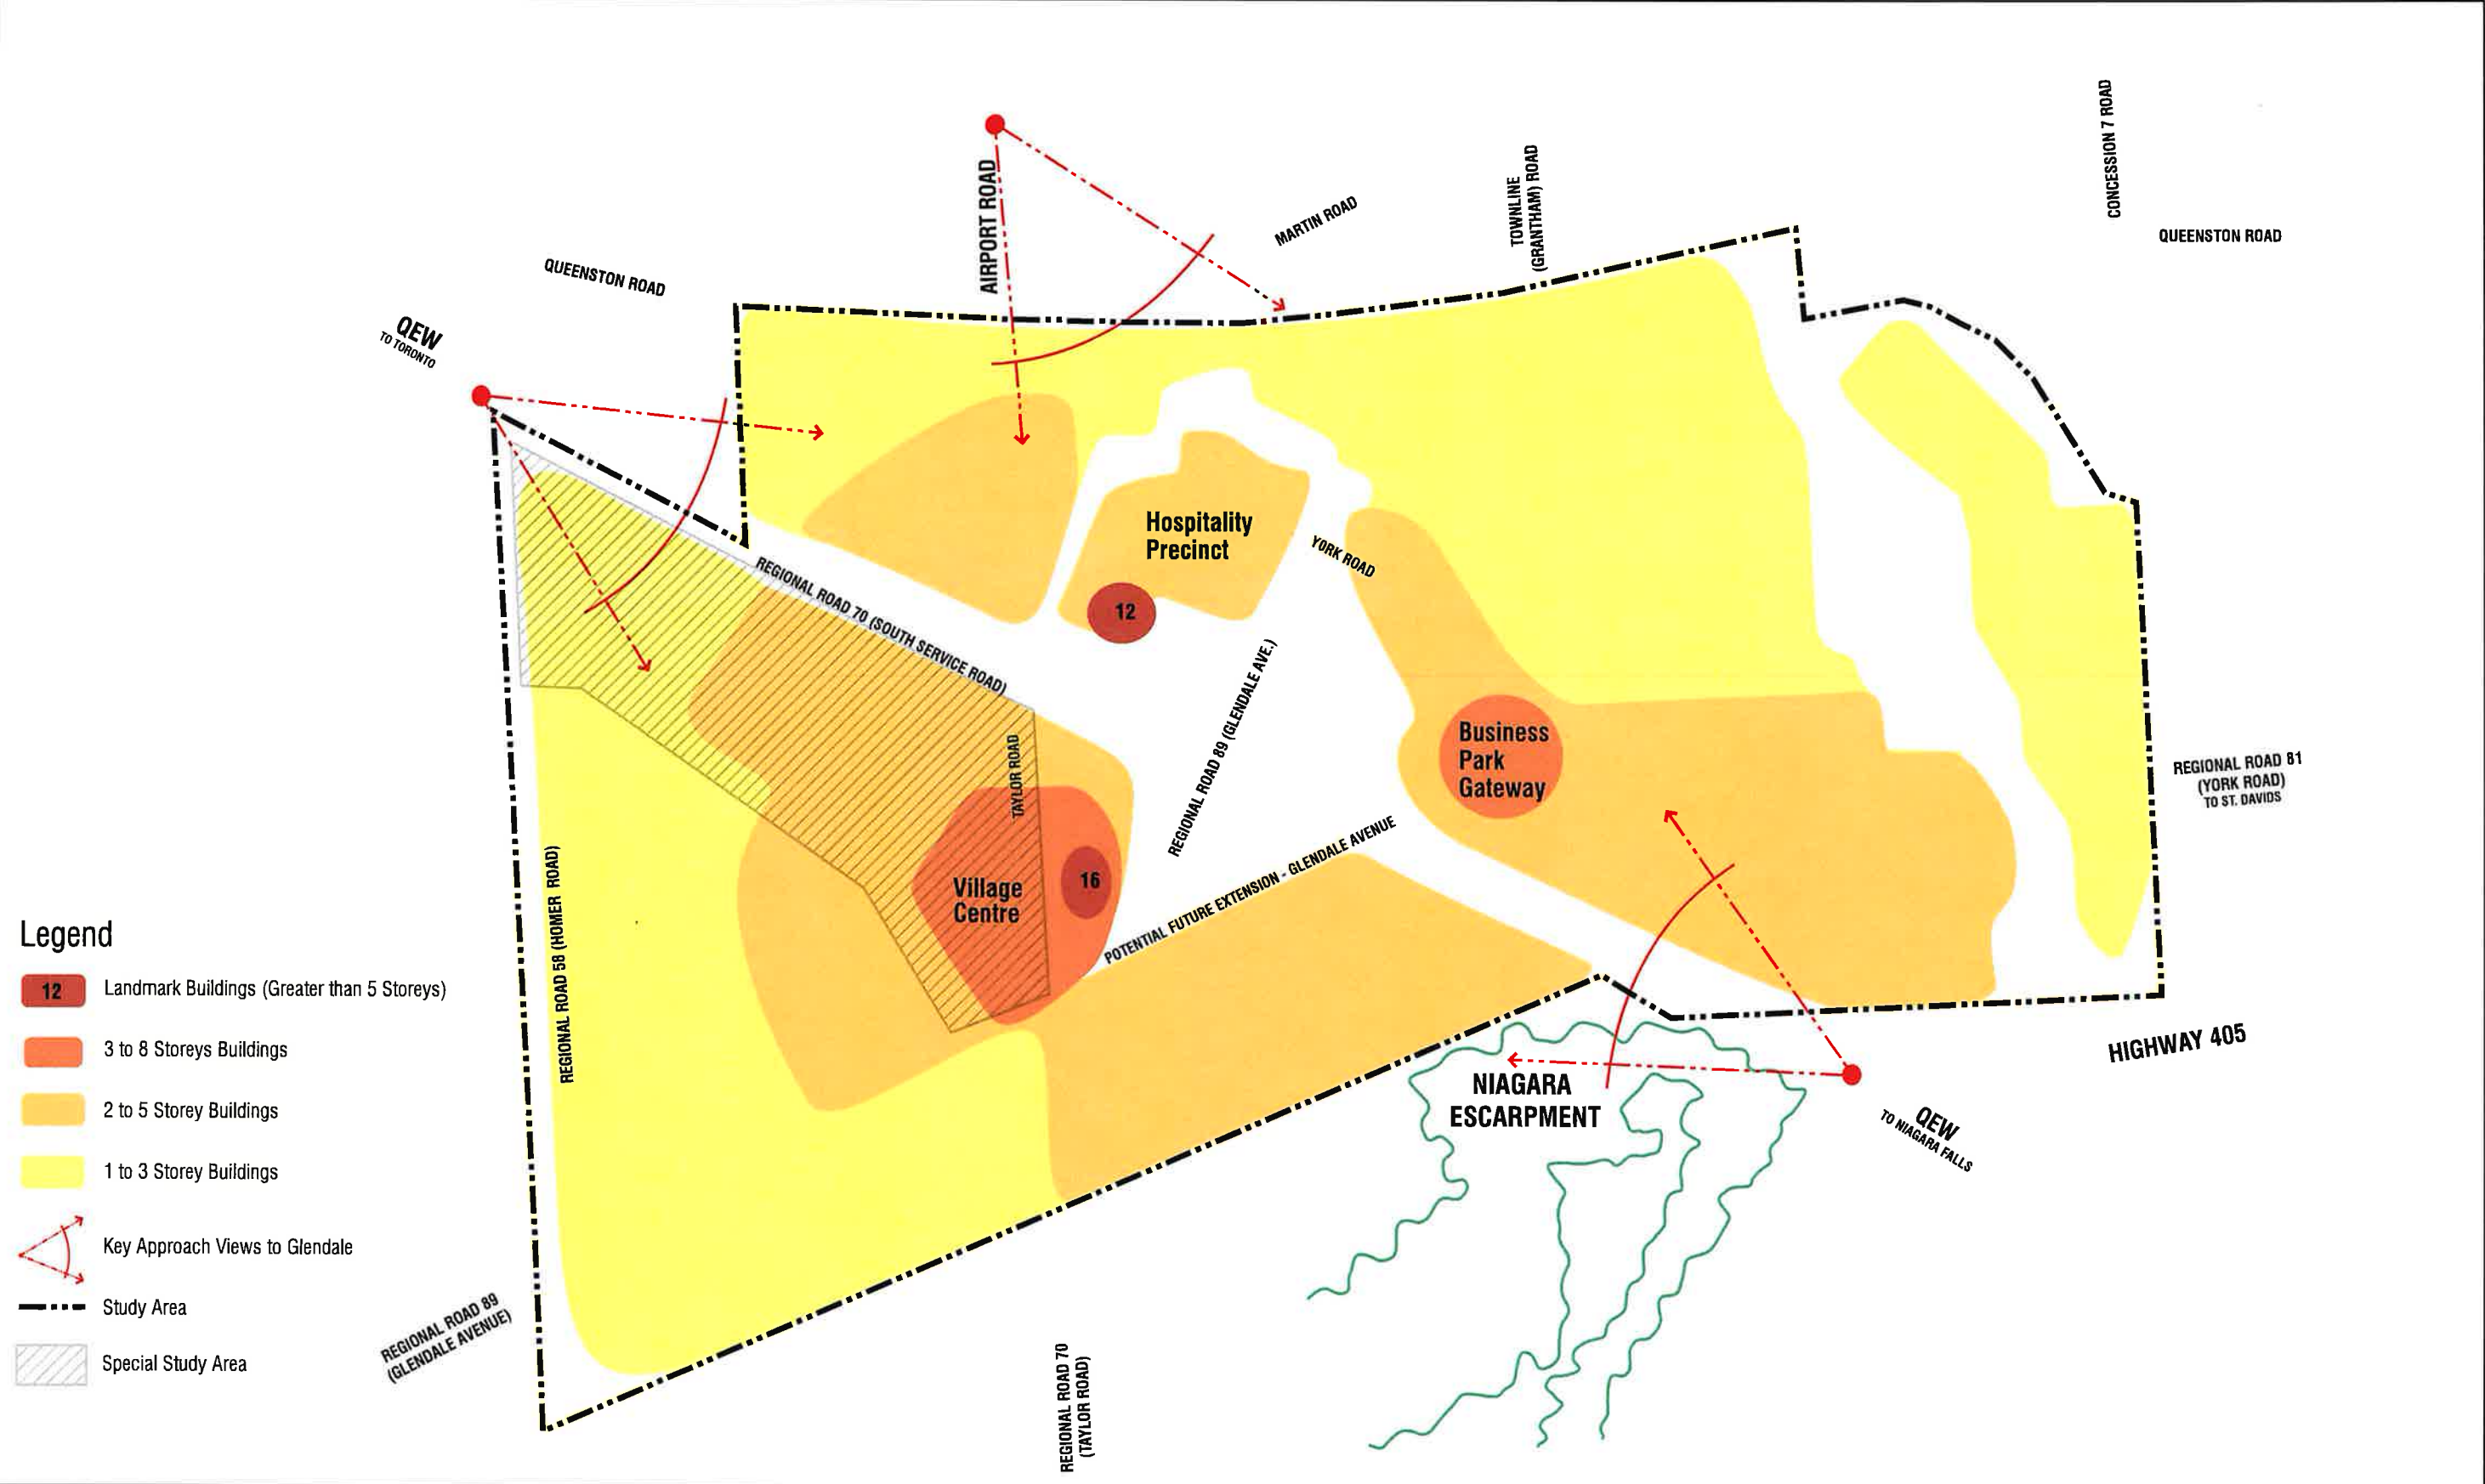 CONCESSION 7 ROAD
QUEENSTON ROAD
TOWNLINE
(GRANTHAM) ROAD
MARTIN ROAD
AIRPORT ROAD
QUEENSTON ROAD
QEW
TO TORONTO
Hospitality
Precinct
12
YORK ROAD
REGIONAL ROAD 70 (SOUTH SERVICE ROAD)
REGIONAL ROAD 89 (GLENDALE AVE.)
TAYLOR ROAD
Business
Park
Gateway
REGIONAL ROAD 81
(YORK ROAD)
TO ST. DAVIDS
Village
Centre
16
POTENTIAL FUTURE EXTENSION - GLENDALE AVENUE
REGIONAL ROAD 58 (HOMER ROAD)
HIGHWAY 405
NIAGARA
ESCARPMENT
QEW
TO NIAGARA FALLS
REGIONAL ROAD 89
(GLENDALE AVENUE)
REGIONAL ROAD 70
(TAYLOR ROAD)
Legend
12 Landmark Buildings (Greater than 5 Storeys)
3 to 8 Storeys Buildings
2 to 5 Storey Buildings
1 to 3 Storey Buildings
Key Approach Views to Glendale
Study Area
Special Study Area